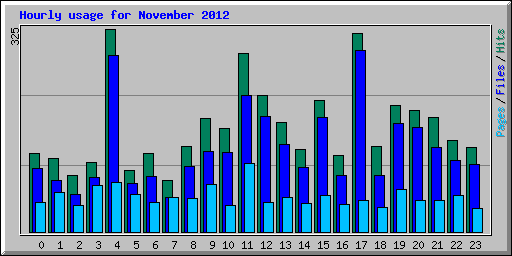 Hourly usage for November 2012
325
Pages / Files / Hits
0 1 2 3 4 5 6 7 8 9 10 11 12 13 14 15 16 17 18 19 20 21 22 23